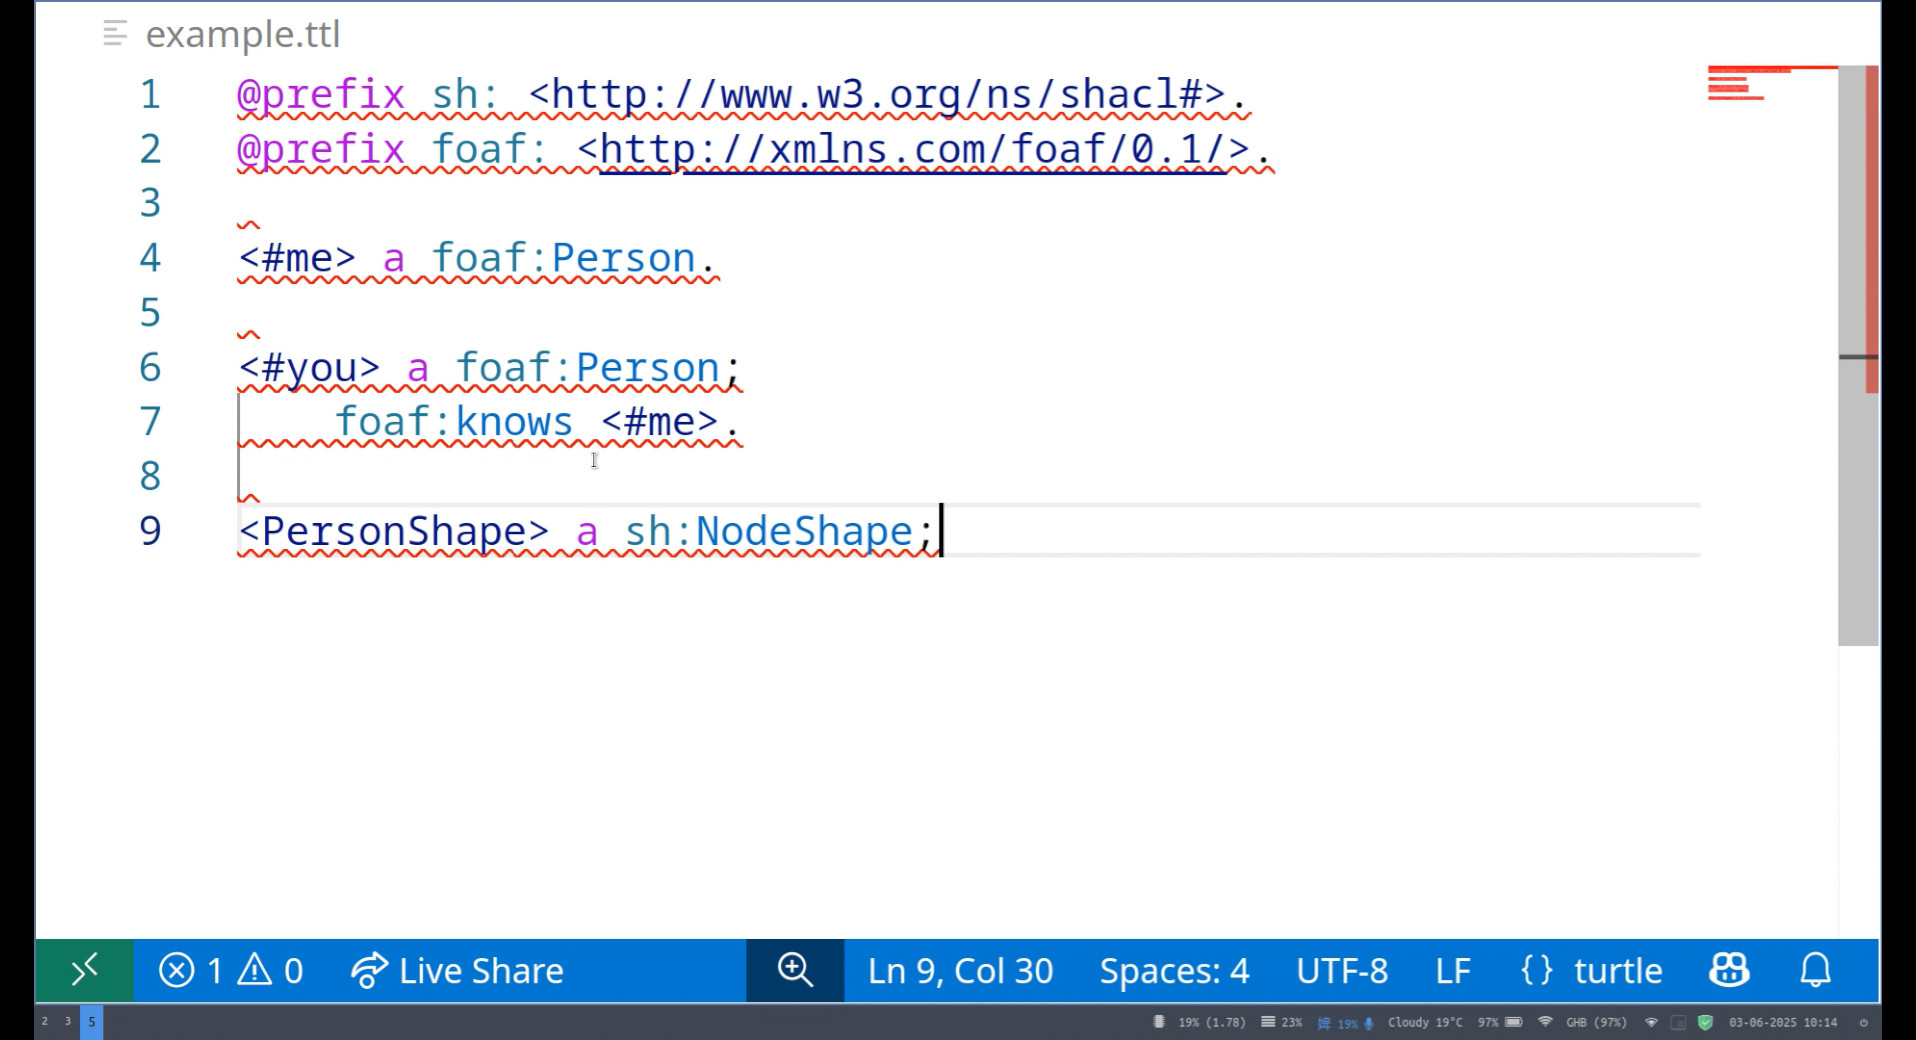 example.ttl
1 @prefix sh: <http://www.w3.org/ns/shacl#>.
2 @prefix foaf: <http://xmlns.com/foaf/0.1/>.
3
4 <#me> a foaf:Person.
5
6 <#you> a foaf:Person;
7     foaf:knows <#me>.
8
9 <PersonShape> a sh:NodeShape;
1 0 Live Share Ln 9, Col 30 Spaces: 4 UTF-8 LF {} turtle
2 3 5 19% (1.78) 23% 19% Cloudy 19°C 97% GHB (97%) 03-06-2025 10:14